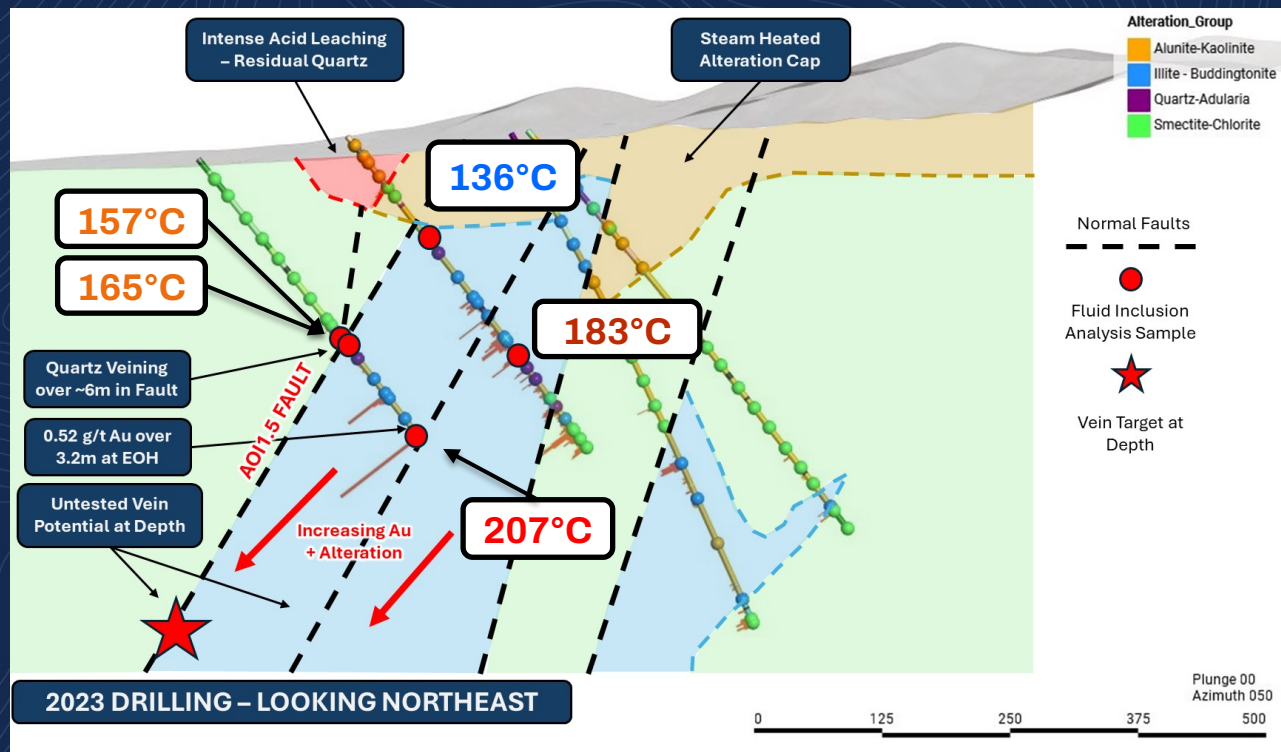 Intense Acid Leaching
– Residual Quartz
Steam Heated
Alteration Cap
Alteration_Group
Alunite-Kaolinite
Illite - Buddingtonite
Quartz-Adularia
Smectite-Chlorite
136°C
157°C
165°C
183°C
207°C
Normal Faults
Fluid Inclusion
Analysis Sample
Vein Target at
Depth
Quartz Veining
over ~6m in Fault
0.52 g/t Au over
3.2m at EOH
Untested Vein
Potential at Depth
AOI1.5 FAULT
Increasing Au
+ Alteration
2023 DRILLING – LOOKING NORTHEAST
Plunge 00
Azimuth 050
0 125 250 375 500